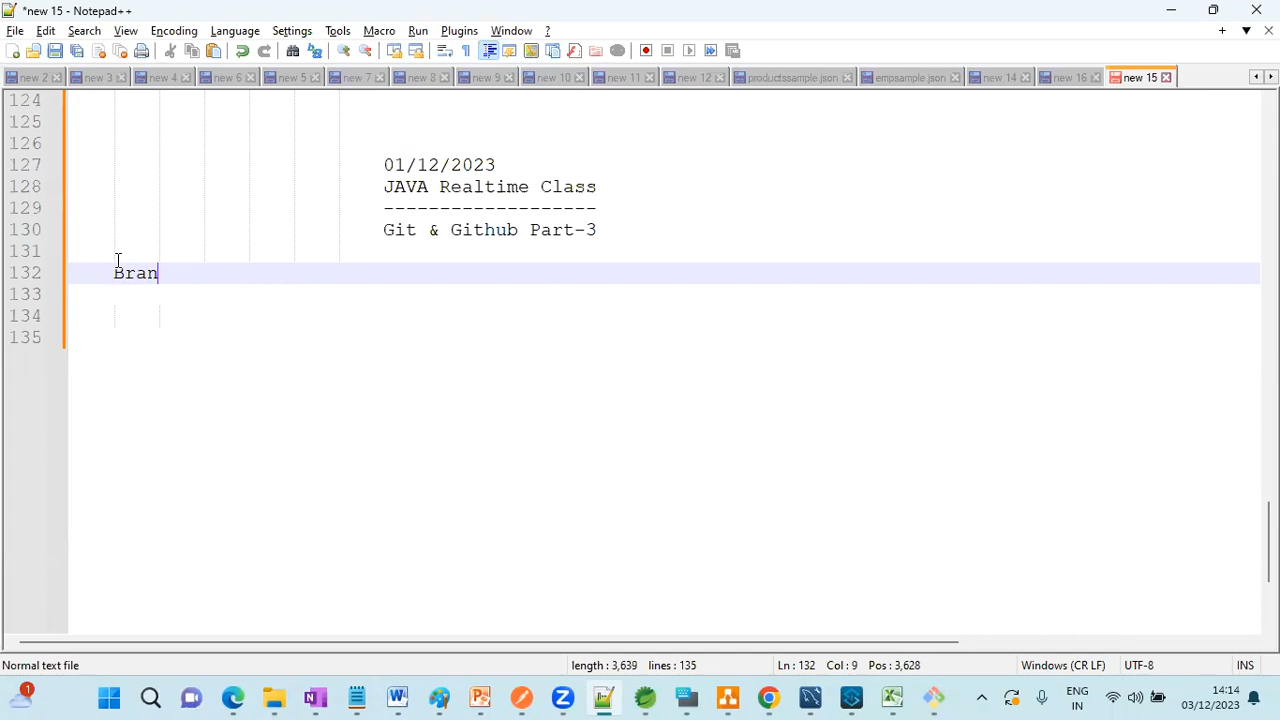 *new 15 - Notepad++
File Edit Search View Encoding Language Settings Tools Macro Run Plugins Window ?
new 2 new 3 new 4 new 6 new 5 new 7 new 8 new 9 new 10 new 11 new 12 productssample.json empsample.json new 14 new 16 new 15
124
125
126
127 01/12/2023
128 JAVA Realtime Class
129 -------------------
130 Git & Github Part-3
131
132 Bran
133
134
135
Normal text file length : 3,639 lines : 135 Ln : 132 Col : 9 Pos : 3,628 Windows (CR LF) UTF-8 INS
1 ENG 14:14
IN 03/12/2023